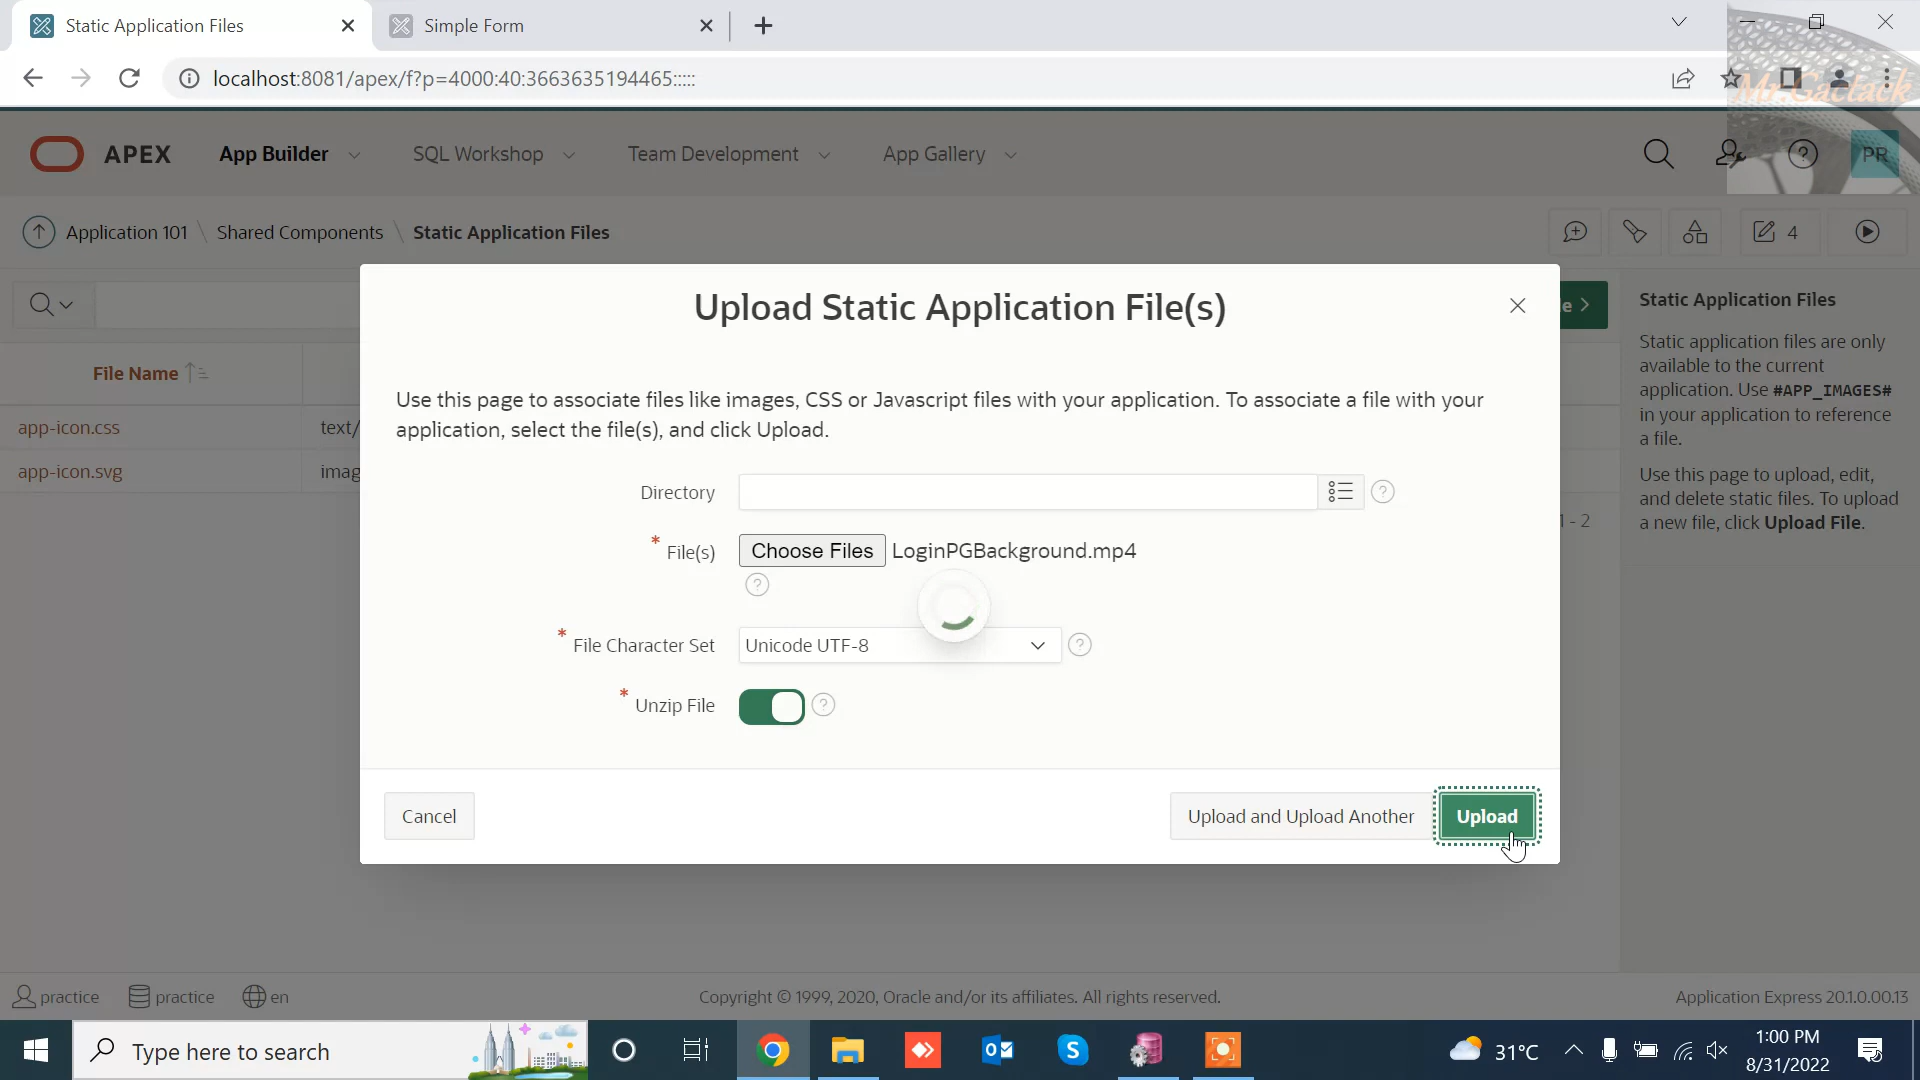 Static Application Files
Simple Form
localhost:8081/apex/f?p=4000:40:3663635194465:::::
Mr.Gactack
APEX
App Builder
SQL Workshop
Team Development
App Gallery
PR
Application 101 \ Shared Components \ Static Application Files
4
Upload Static Application File(s)
e >
Static Application Files
Static application files are only
available to the current
application. Use #APP_IMAGES#
in your application to reference
a file.
Use this page to upload, edit,
and delete static files. To upload
a new file, click Upload File.
File Name
app-icon.css
text/
app-icon.svg
imag
1 - 2
Use this page to associate files like images, CSS or Javascript files with your application. To associate a file with your
application, select the file(s), and click Upload.
Directory
* File(s)
Choose Files LoginPGBackground.mp4
* File Character Set
Unicode UTF-8
* Unzip File
Cancel
Upload and Upload Another
Upload
practice
practice
en
Copyright © 1999, 2020, Oracle and/or its affiliates. All rights reserved.
Application Express 20.1.0.00.13
Type here to search
31°C
1:00 PM
8/31/2022